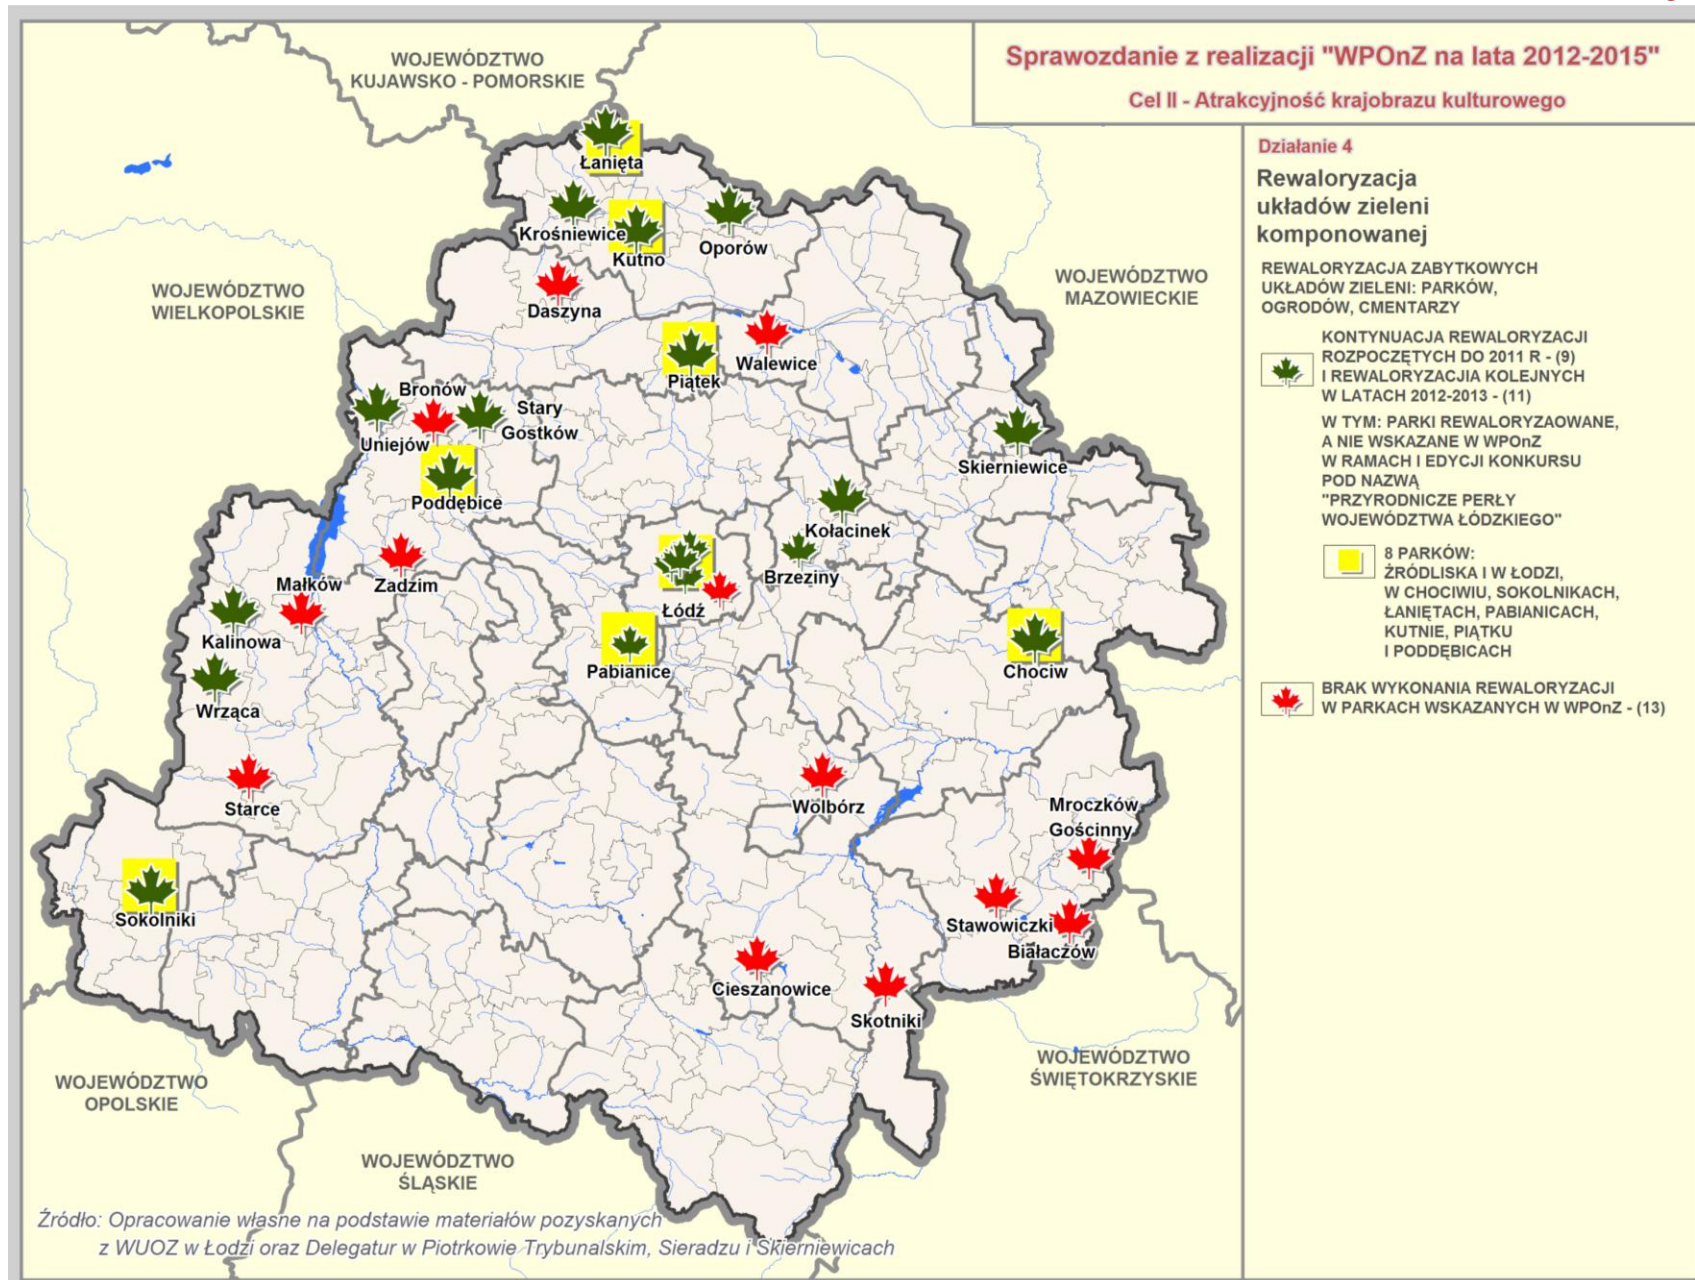 Sprawozdanie z realizacji "WPOnZ na lata 2012-2015"
Cel II - Atrakcyjność krajobrazu kulturowego
Działanie 4
Rewaloryzacja
układów zieleni
komponowanej
REWALORYZACJA ZABYTKOWYCH
UKŁADÓW ZIELENI: PARKÓW,
OGRODÓW, CMENTARZY
KONTYNUACJA REWALORYZACJI
ROZPOCZĘTYCH DO 2011 R - (9)
I REWALORYZACJIA KOLEJNYCH
W LATACH 2012-2013 - (11)
W TYM: PARKI REWALORYZAOWANE,
A NIE WSKAZANE W WPOnZ
W RAMACH I EDYCJI KONKURSU
POD NAZWĄ
"PRZYRODNICZE PERŁY
WOJEWÓDZTWA ŁÓDZKIEGO"
8 PARKÓW:
ŹRÓDLISKA I W ŁODZI,
W CHOCIWIU, SOKOLNIKACH,
ŁANIĘTACH, PABIANICACH,
KUTNIE, PIĄTKU
I PODDĘBICACH
BRAK WYKONANIA REWALORYZACJI
W PARKACH WSKAZANYCH W WPOnZ - (13)
WOJEWÓDZTWO
KUJAWSKO - POMORSKIE
WOJEWÓDZTWO
WIELKOPOLSKIE
WOJEWÓDZTWO
MAZOWIECKIE
Łanięta
Krośniewice
Kutno
Oporów
Daszyna
Piątek
Walewice
Bronów
Uniejów
Stary
Gostków
Poddębice
Skierniewice
Kołacinek
Brzeziny
Zadzim
Małków
Łódź
Kalinowa
Pabianice
Chociw
Wrząca
Starce
Wolbórz
Mroczków
Gościnny
Sokolniki
Stawowiczki
Białaczów
Cieszanowice
Skotniki
WOJEWÓDZTWO
OPOLSKIE
WOJEWÓDZTWO
ŚLĄSKIE
WOJEWÓDZTWO
ŚWIĘTOKRZYSKIE
Źródło: Opracowanie własne na podstawie materiałów pozyskanych
z WUOZ w Łodzi oraz Delegatur w Piotrkowie Trybunalskim, Sieradzu i Skierniewicach